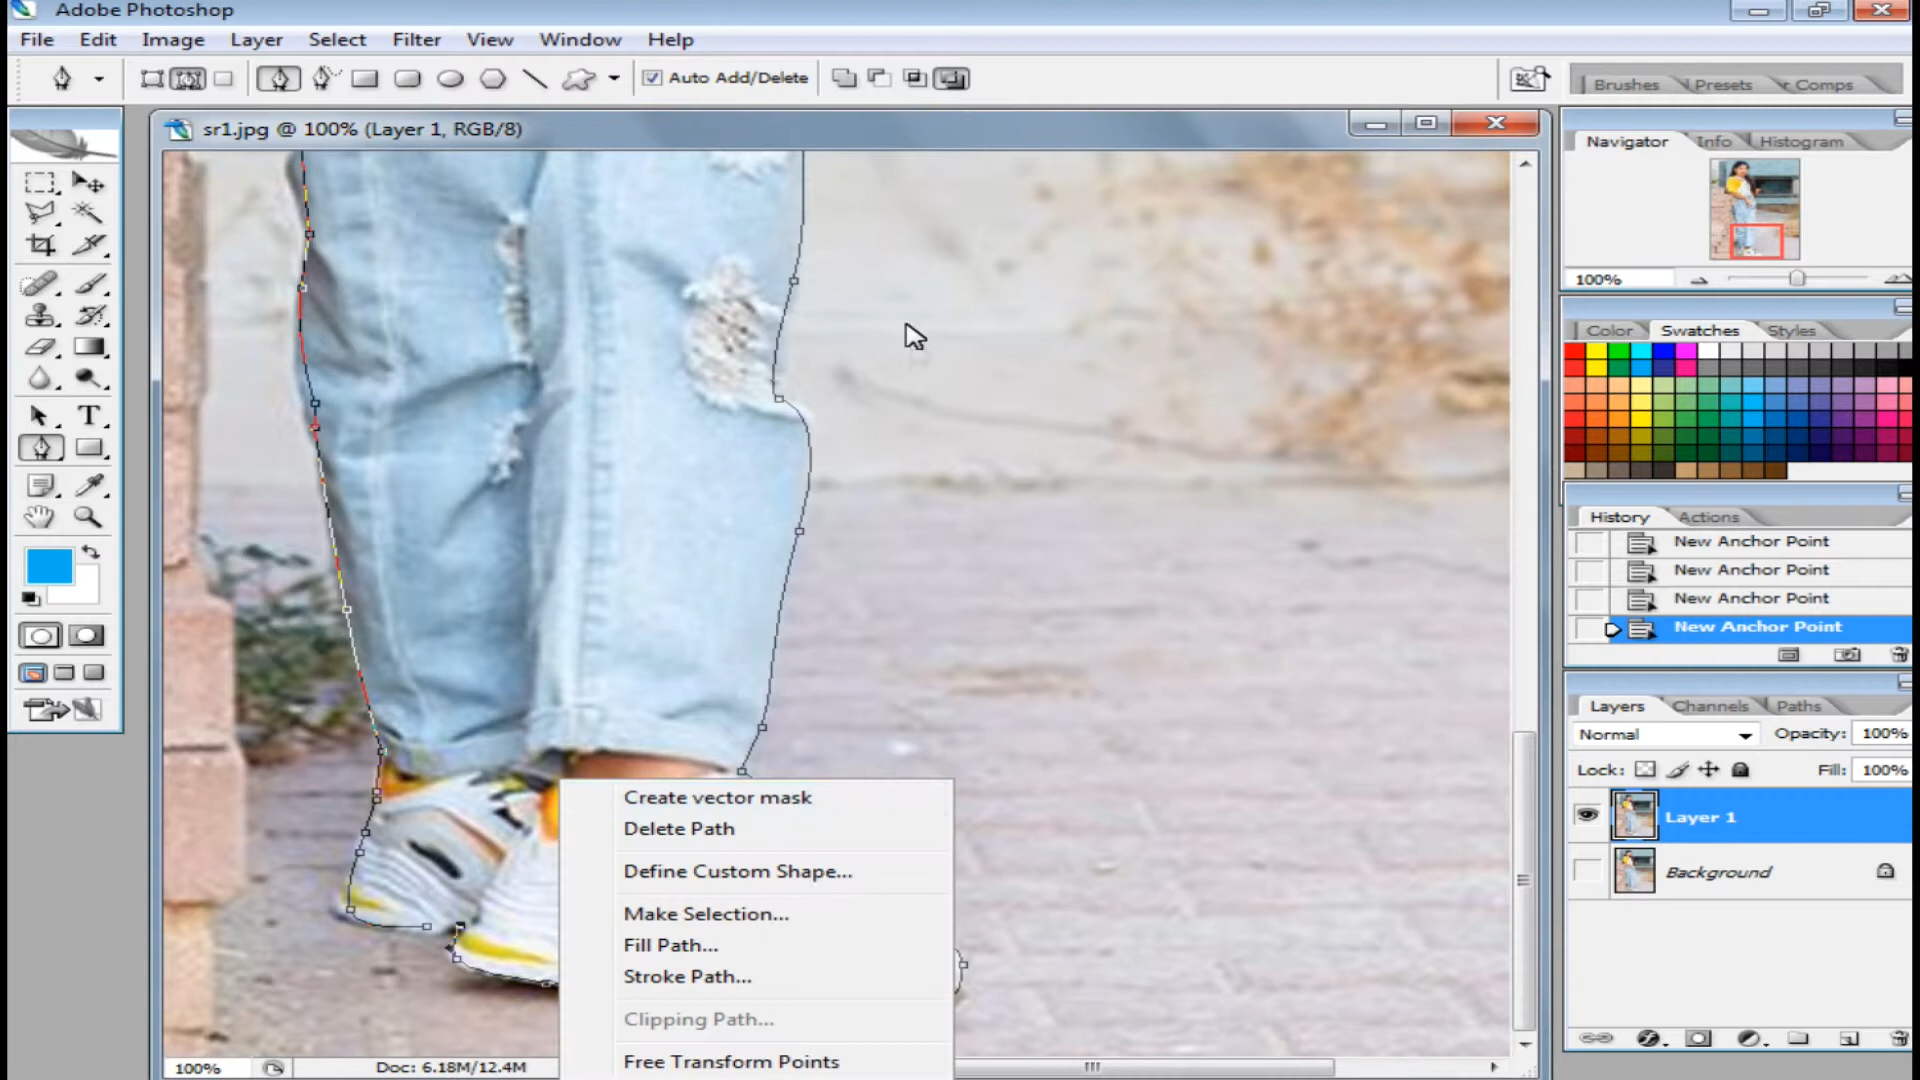 Adobe Photoshop
File Edit Image Layer Select Filter View Window Help
Auto Add/Delete
Brushes Presets r Comps
sr1.jpg @ 100% (Layer 1, RGB/8)
Navigator Info Histogram
100%
Color Swatches Styles
T
History Actions
New Anchor Point
New Anchor Point
New Anchor Point
New Anchor Point
Layers Channels Paths
Normal Opacity: 100%
Lock: Fill: 100%
Layer 1
Background
Create vector mask
Delete Path
Define Custom Shape...
Make Selection...
Fill Path...
Stroke Path...
Clipping Path...
Free Transform Points
100% Doc: 6.18M/12.4M